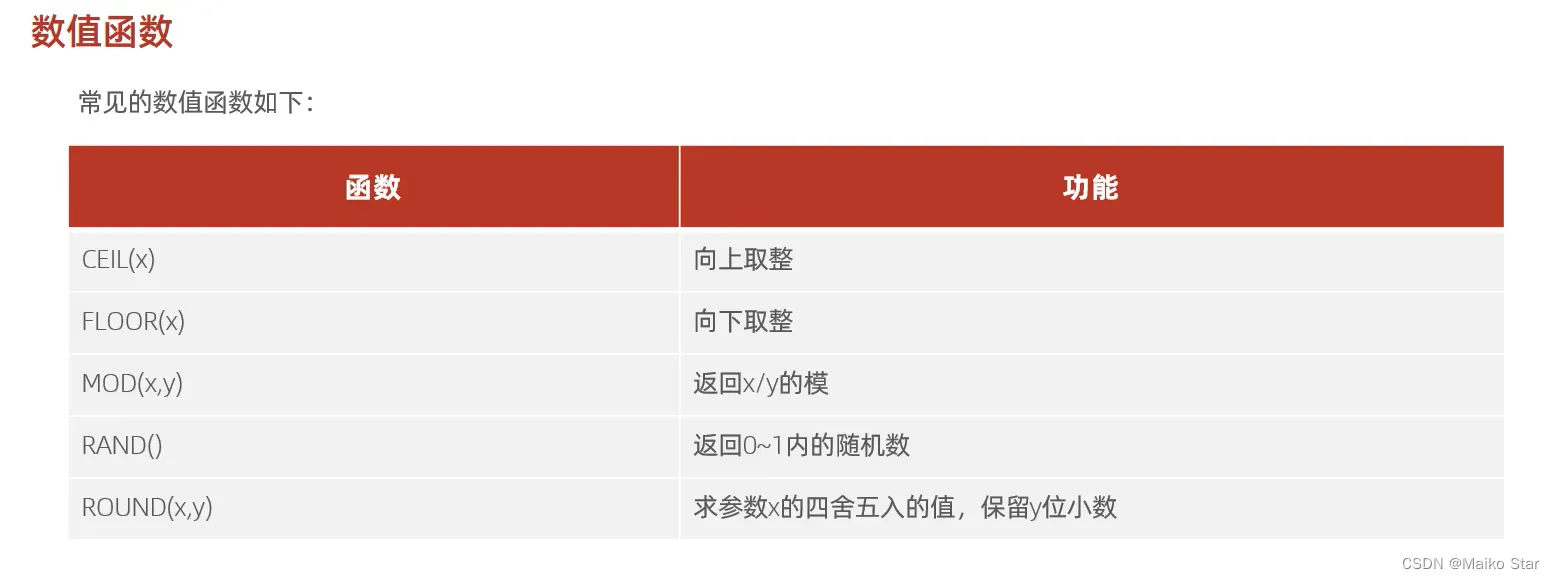 数值函数
常见的数值函数如下：
函数 功能
CEIL(x) 向上取整
FLOOR(x) 向下取整
MOD(x,y) 返回x/y的模
RAND() 返回0~1内的随机数
ROUND(x,y) 求参数x的四舍五入的值，保留y位小数
CSDN @Maiko Star